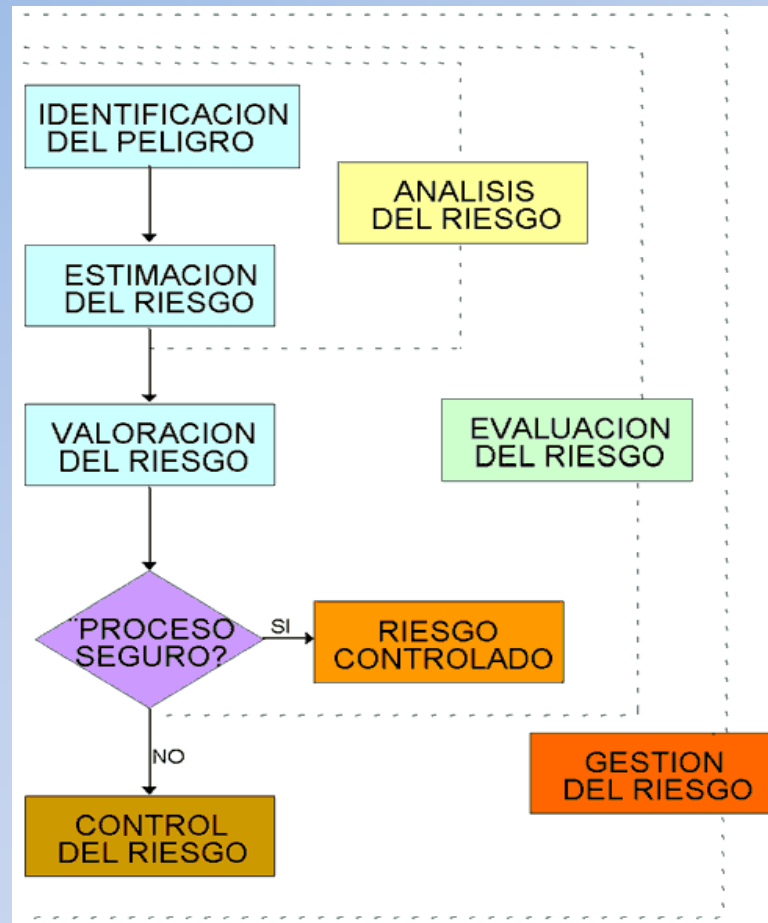 IDENTIFICACION
DEL PELIGRO
ANALISIS
DEL RIESGO
ESTIMACION
DEL RIESGO
VALORACION
DEL RIESGO
EVALUACION
DEL RIESGO
¨PROCESO
SEGURO?
SI
RIESGO
CONTROLADO
NO
GESTION
DEL RIESGO
CONTROL
DEL RIESGO